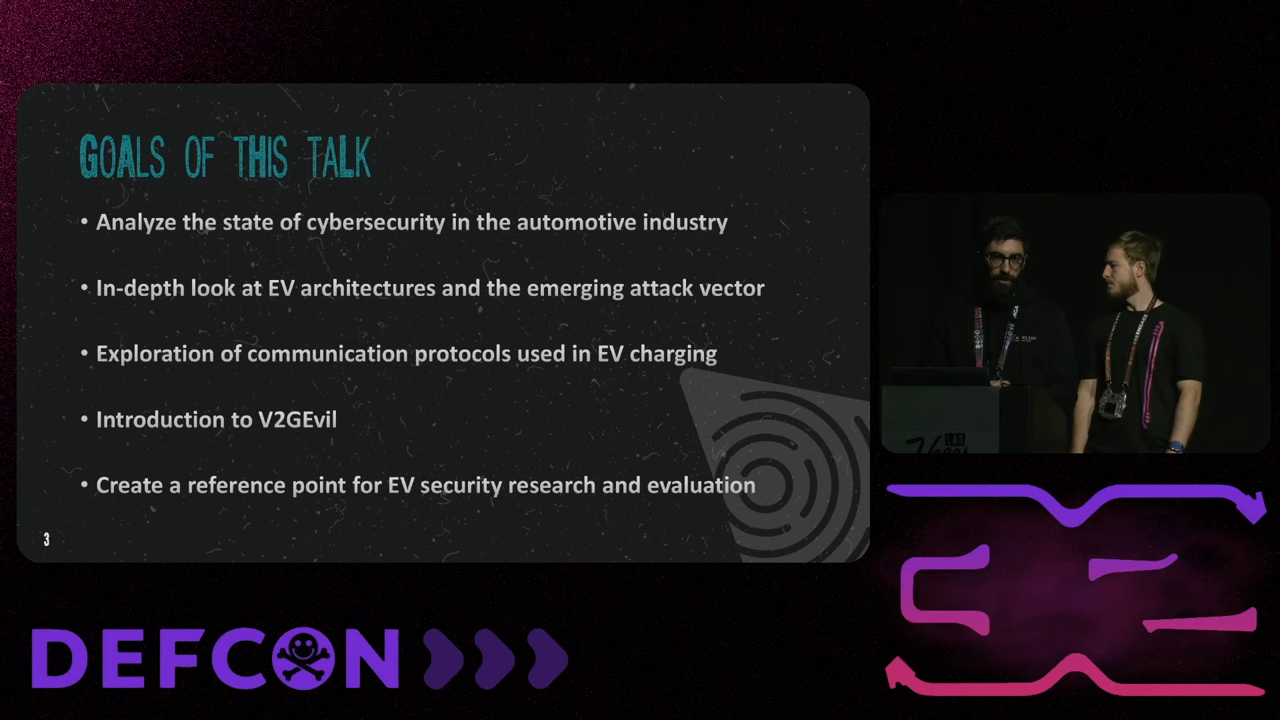 GOALS OF THIS TALK
• Analyze the state of cybersecurity in the automotive industry
• In-depth look at EV architectures and the emerging attack vector
• Exploration of communication protocols used in EV charging
• Introduction to V2GEvil
• Create a reference point for EV security research and evaluation
3
LAS
Vegas
DEFCON